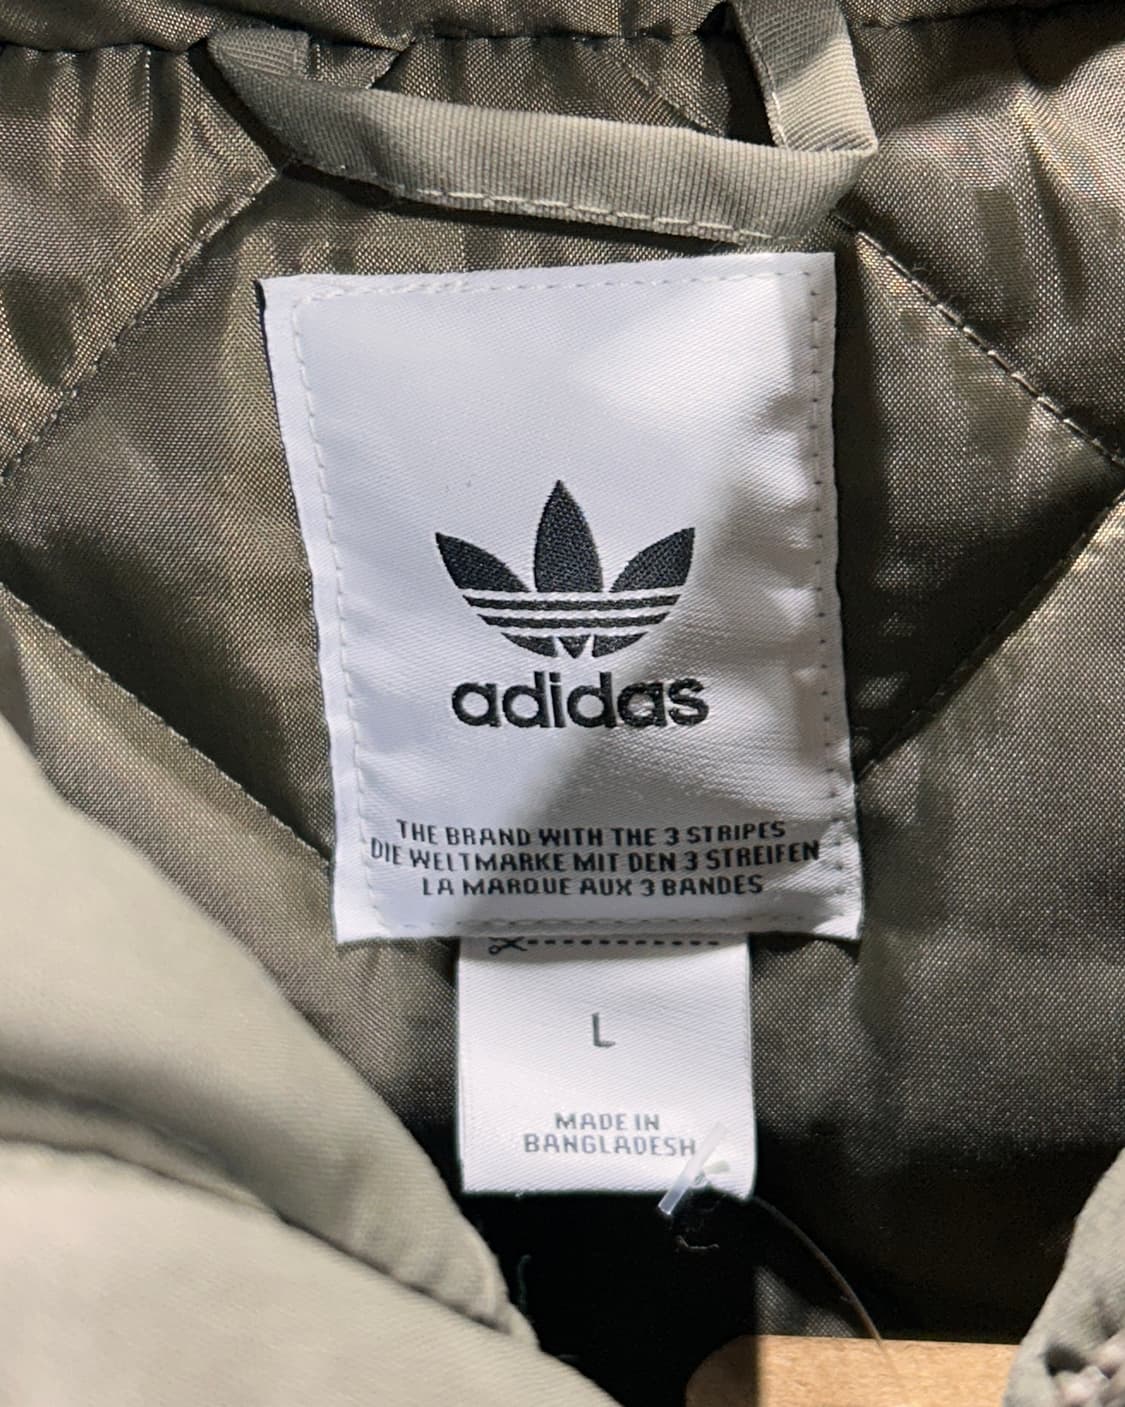 adidas
THE BRAND WITH THE 3 STRIPES
DIE WELTMARKE MIT DEN 3 STREIFEN
LA MARQUE AUX 3 BANDES
L
MADE IN
BANGLADESH